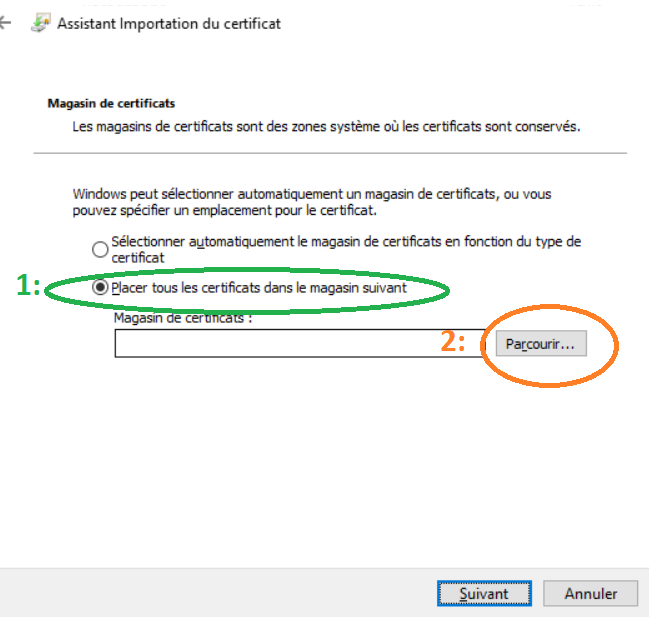 Assistant Importation du certificat
Magasin de certificats
Les magasins de certificats sont des zones système où les certificats sont conservés.
Windows peut sélectionner automatiquement un magasin de certificats, ou vous
pouvez spécifier un emplacement pour le certificat.
Sélectionner automatiquement le magasin de certificats en fonction du type de
certificat
1:
Placer tous les certificats dans le magasin suivant
Magasin de certificats :
2:
Parcourir...
Suivant
Annuler